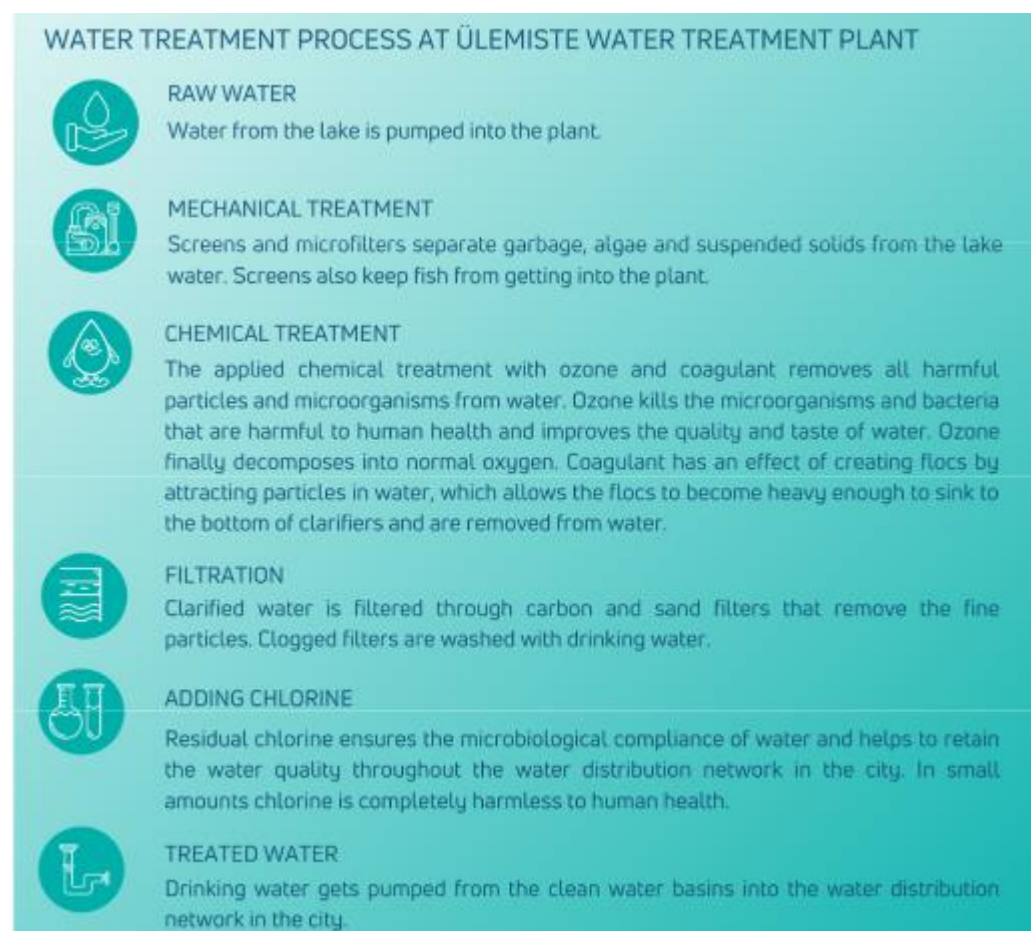 WATER TREATMENT PROCESS AT ÜLEMISTE WATER TREATMENT PLANT
RAW WATER
Water from the lake is pumped into the plant.
MECHANICAL TREATMENT
Screens and microfilters separate garbage, algae and suspended solids from the lake
water. Screens also keep fish from getting into the plant.
CHEMICAL TREATMENT
The applied chemical treatment with ozone and coagulant removes all harmful
particles and microorganisms from water. Ozone kills the microorganisms and bacteria
that are harmful to human health and improves the quality and taste of water. Ozone
finally decomposes into normal oxygen. Coagulant has an effect of creating flocs by
attracting particles in water, which allows the flocs to become heavy enough to sink to
the bottom of clarifiers and are removed from water.
FILTRATION
Clarified water is filtered through carbon and sand filters that remove the fine
particles. Clogged filters are washed with drinking water.
ADDING CHLORINE
Residual chlorine ensures the microbiological compliance of water and helps to retain
the water quality throughout the water distribution network in the city. In small
amounts chlorine is completely harmless to human health.
TREATED WATER
Drinking water gets pumped from the clean water basins into the water distribution
network in the city.